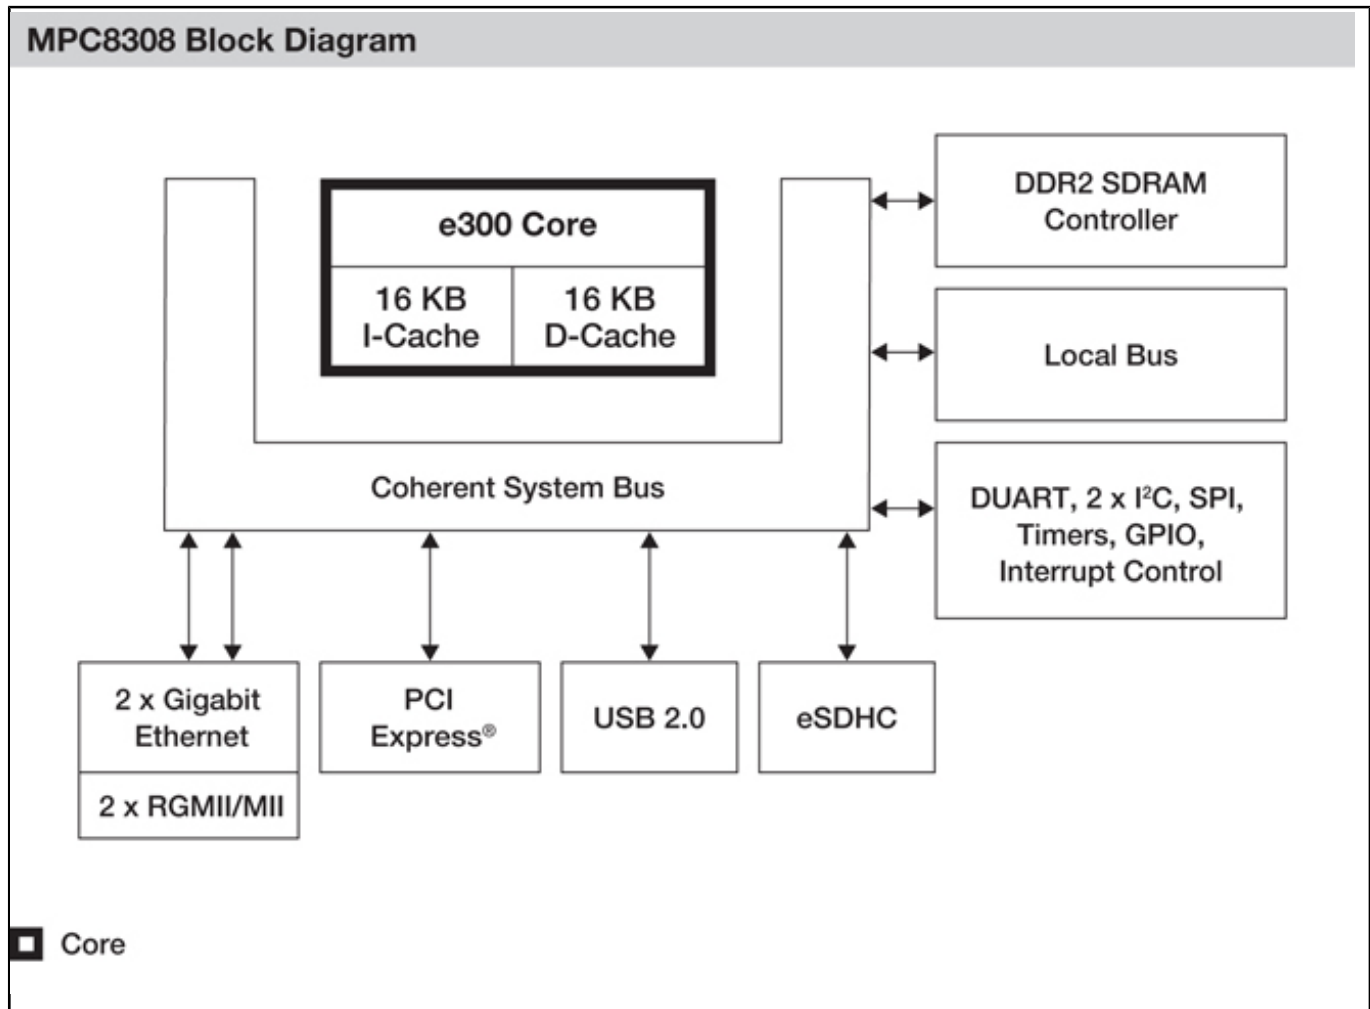 MPC8308 Block Diagram
e300 Core
16 KB
I-Cache
16 KB
D-Cache
Coherent System Bus
DDR2 SDRAM
Controller
Local Bus
DUART, 2 x I²C, SPI,
Timers, GPIO,
Interrupt Control
2 x Gigabit
Ethernet
2 x RGMII/MII
PCI
Express®
USB 2.0
eSDHC
Core